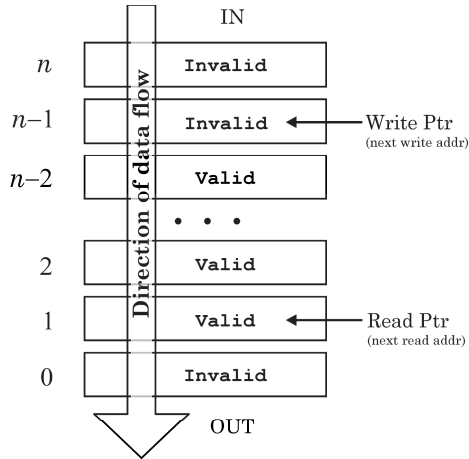 IN
n Invalid
n–1 Invalid Write Ptr
(next write addr)
n–2 Valid
• • •
2 Valid
1 Valid Read Ptr
(next read addr)
0 Invalid
OUT
Direction of data flow